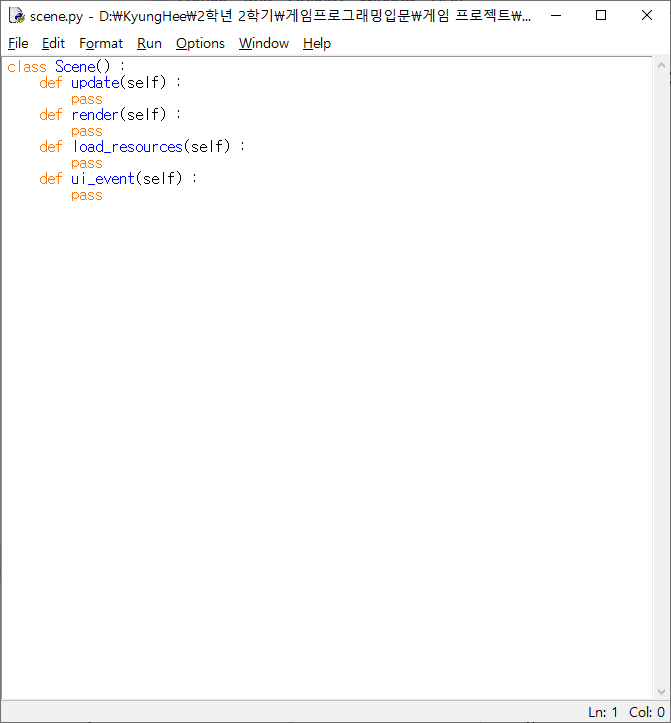 scene.py - D:₩KyungHee₩2학년 2학기₩게임프로그래밍입문₩게임 프로젝트₩...
File Edit Format Run Options Window Help
class Scene() :
    def update(self) :
        pass
    def render(self) :
        pass
    def load_resources(self) :
        pass
    def ui_event(self) :
        pass
Ln: 1 Col: 0